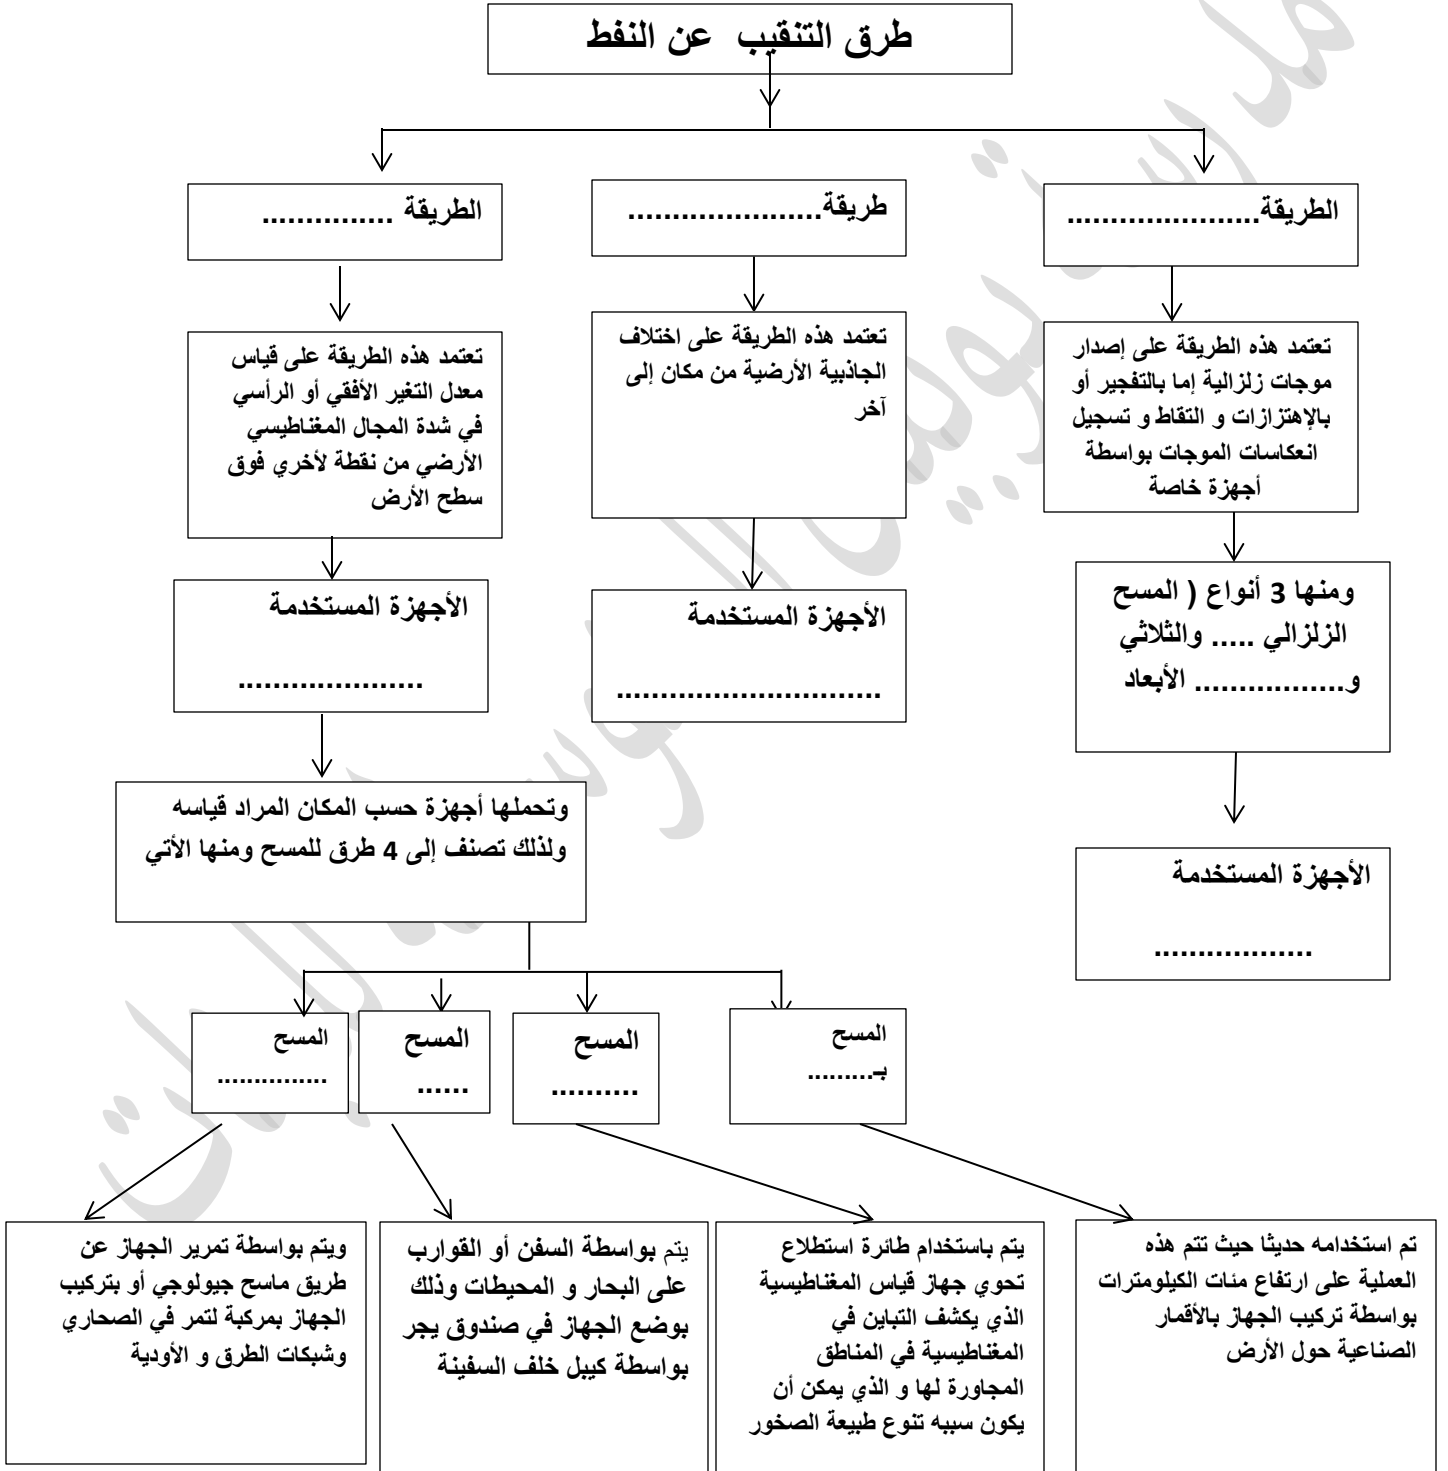 طرق التنقيب عن النفط
الطريقة......................
طريقة......................
الطريقة ...............
تعتمد هذه الطريقة على إصدار
موجات زلزالية إما بالتفجير أو
بالإهتزازات و التقاط و تسجيل
انعكاسات الموجات بواسطة
أجهزة خاصة
تعتمد هذه الطريقة على اختلاف
الجاذبية الأرضية من مكان إلى
آخر
تعتمد هذه الطريقة على قياس
معدل التغير الأفقي أو الرأسي
في شدة المجال المغناطيسي
الأرضي من نقطة لأخري فوق
سطح الأرض
ومنها 3 أنواع ( المسح
الزلزالي ..... والثلاثي
و................. الأبعاد
الأجهزة المستخدمة
..............................
الأجهزة المستخدمة
.....................
الأجهزة المستخدمة
..................
وتحملها أجهزة حسب المكان المراد قياسه
ولذلك تصنف إلى 4 طرق للمسح ومنها الأتي
المسح
بـ.........
المسح
..........
المسح
......
المسح
...............
تم استخدامه حديثا حيث تتم هذه
العملية على ارتفاع مئات الكيلومترات
بواسطة تركيب الجهاز بالأقمار
الصناعية حول الأرض
يتم باستخدام طائرة استطلاع
تحوي جهاز قياس المغناطيسية
الذي يكشف التباين في
المغناطيسية في المناطق
المجاورة لها و الذي يمكن أن
يكون سببه تنوع طبيعة الصخور
يتم بواسطة السفن أو القوارب
على البحار و المحيطات وذلك
بوضع الجهاز في صندوق يجر
بواسطة كيبل خلف السفينة
ويتم بواسطة تمرير الجهاز عن
طريق ماسح جيولوجي أو بتركيب
الجهاز بمركبة لتمر في الصحاري
وشبكات الطرق و الأودية